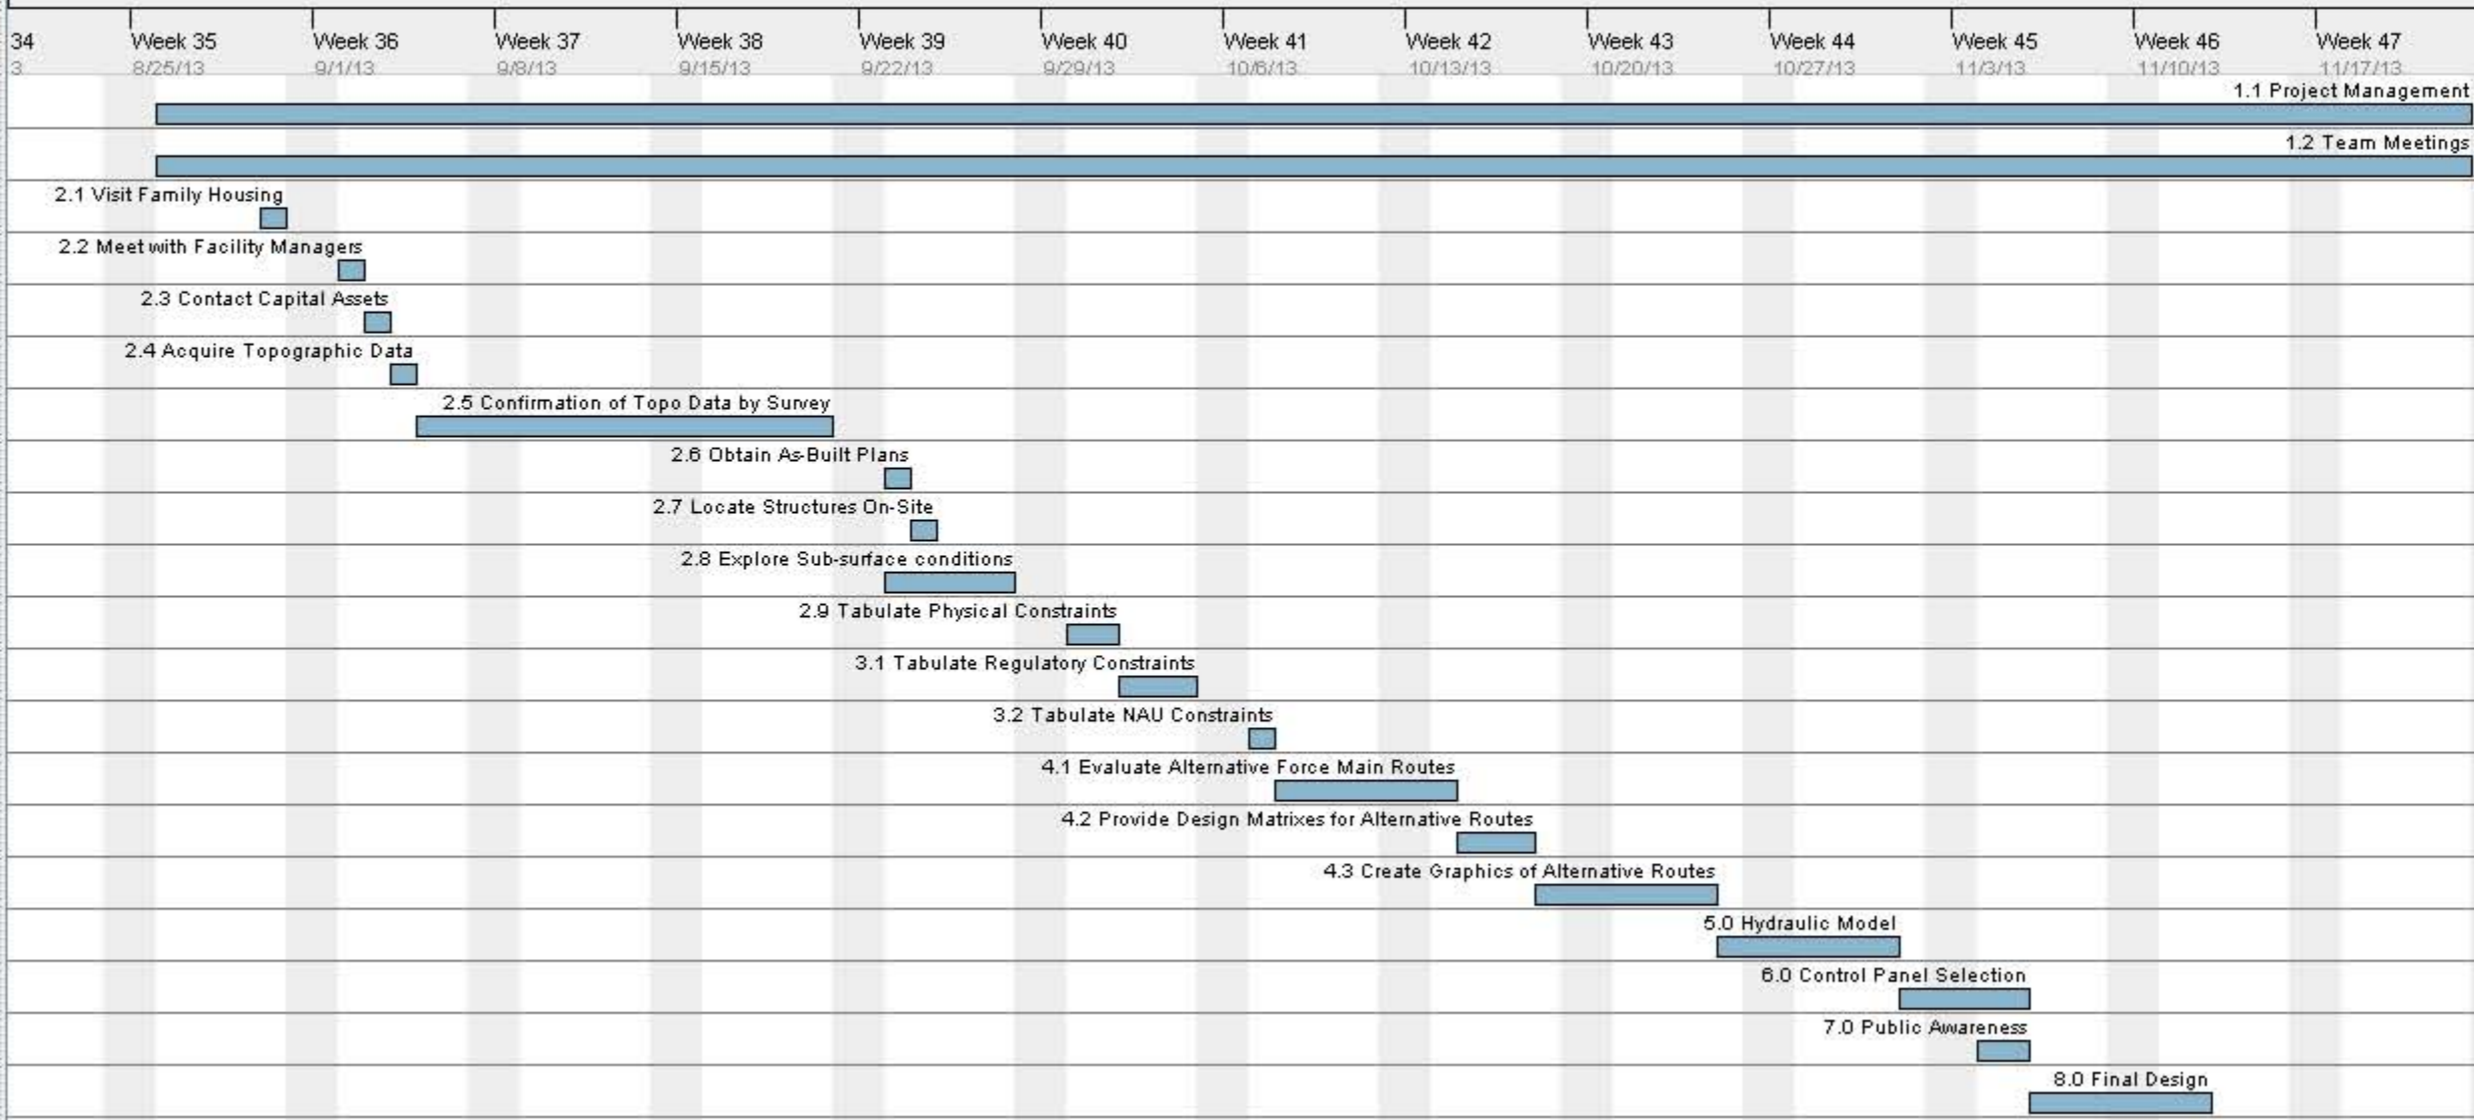 34 Week 35 Week 36 Week 37 Week 38 Week 39 Week 40 Week 41 Week 42 Week 43 Week 44 Week 45 Week 46 Week 47
3 8/25/13 9/1/13 9/8/13 9/15/13 9/22/13 9/29/13 10/6/13 10/13/13 10/20/13 10/27/13 11/3/13 11/10/13 11/17/13
1.1 Project Management
1.2 Team Meetings
2.1 Visit Family Housing
2.2 Meet with Facility Managers
2.3 Contact Capital Assets
2.4 Acquire Topographic Data
2.5 Confirmation of Topo Data by Survey
2.6 Obtain As-Built Plans
2.7 Locate Structures On-Site
2.8 Explore Sub-surface conditions
2.9 Tabulate Physical Constraints
3.1 Tabulate Regulatory Constraints
3.2 Tabulate NAU Constraints
4.1 Evaluate Alternative Force Main Routes
4.2 Provide Design Matrixes for Alternative Routes
4.3 Create Graphics of Alternative Routes
5.0 Hydraulic Model
6.0 Control Panel Selection
7.0 Public Awareness
8.0 Final Design